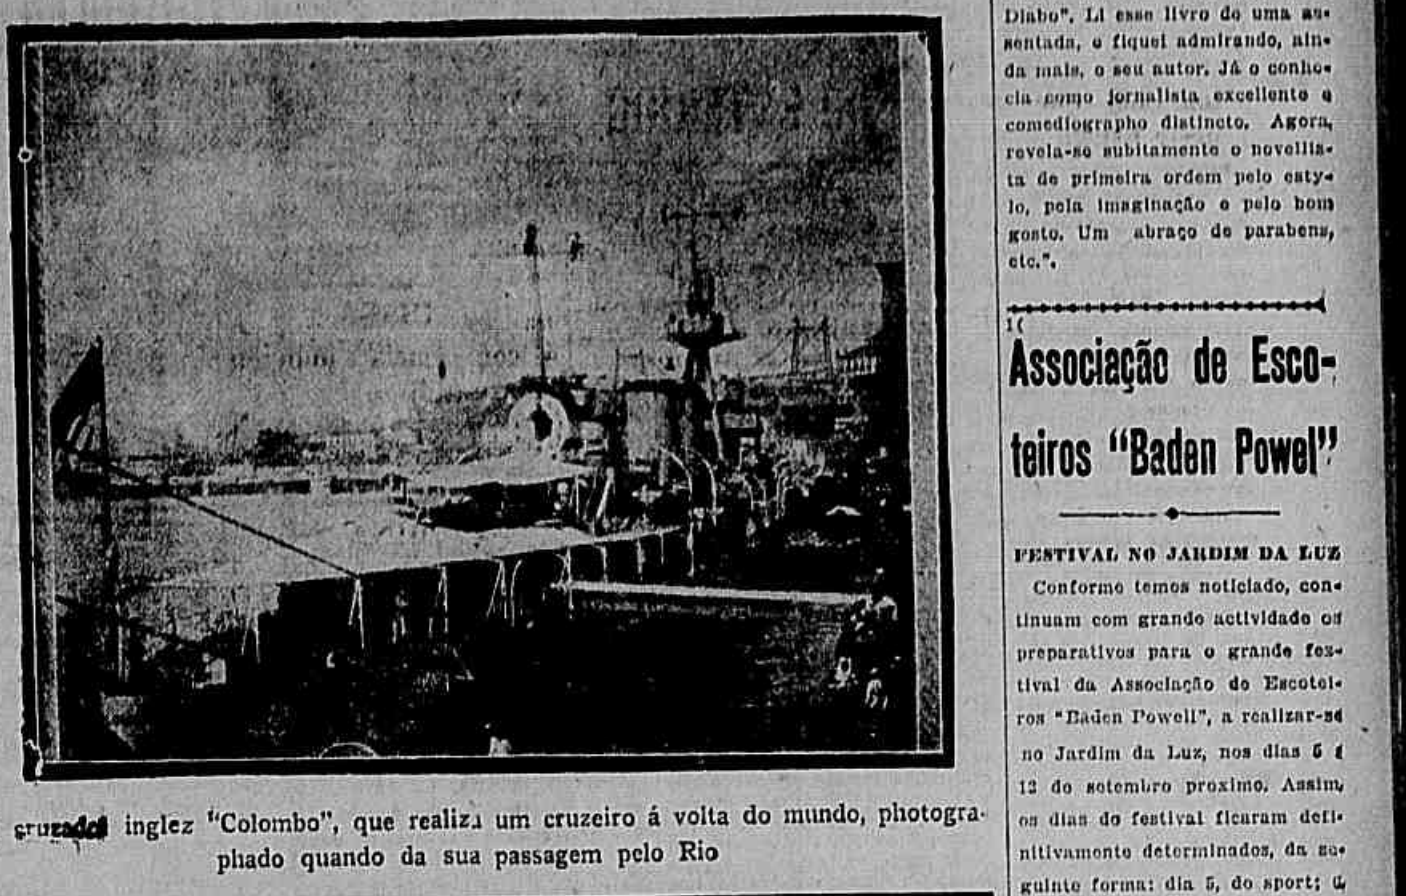 cruzador inglez "Colombo", que realiza um cruzeiro á volta do mundo, photogra-
phado quando da sua passagem pelo Rio
Diabo". Li esse livro de uma as-
sentada, e fiquei admirando, ain-
da mais, o seu autor. Já o conhe-
cia como jornalista excellente e
comediographo distincto. Agora,
revela-se subitamente o novellis-
ta de primeira ordem pelo esty-
lo, pela imaginação e pelo bom
gosto. Um abraço de parabens,
etc.".
Associação de Esco-
teiros "Baden Powel"
FESTIVAL NO JARDIM DA LUZ
Conforme temos noticiado, con-
tinuam com grande actividade os
preparativos para o grande fes-
tival da Associação de Escotei-
ros "Baden Powell", a realizar-se
no Jardim da Luz, nos dias 5 e
12 de setembro proximo. Assim,
os dias do festival ficaram defi-
nitivamente determinados, da se-
guinte forma: dia 5, do sport;